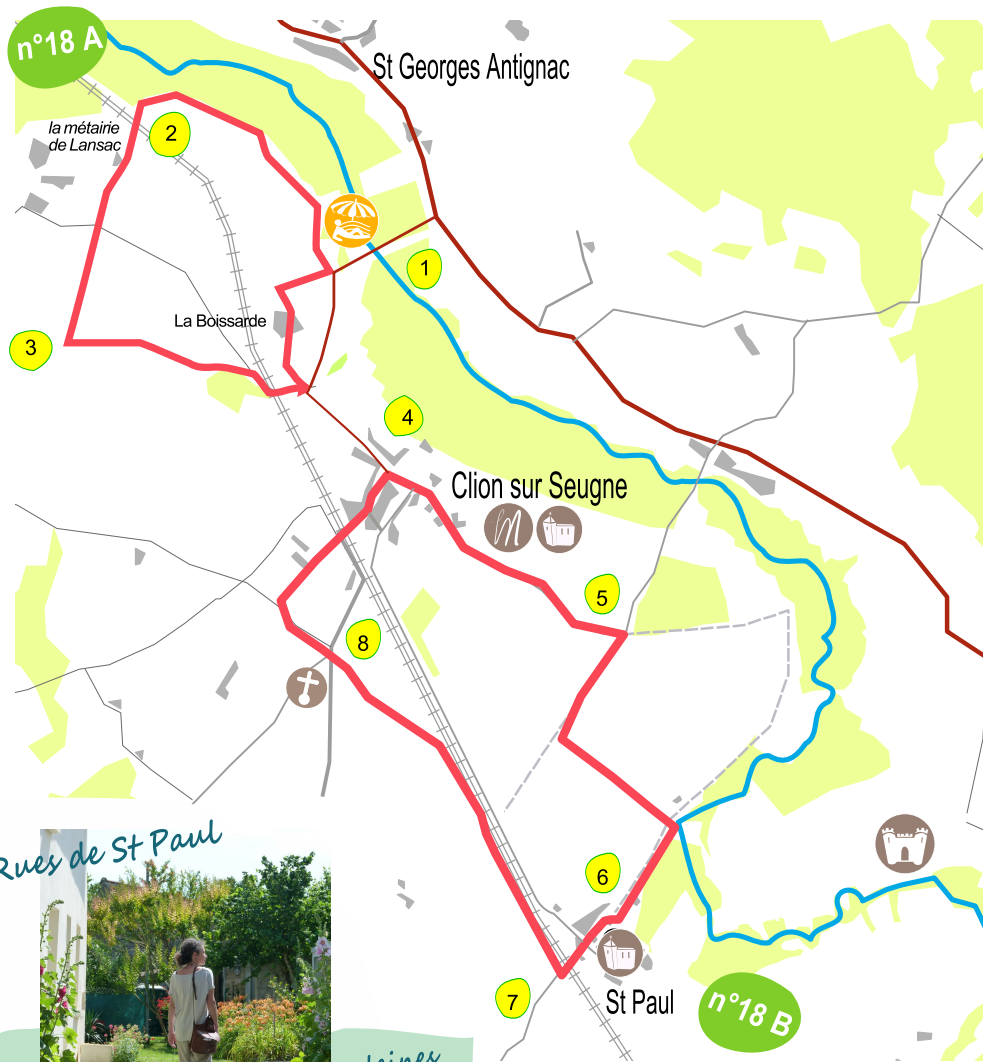 n°18 A
St Georges Antignac
la métairie
de Lansac
2
1
La Boissarde
3
4
Clion sur Seugne
5
8
Rues de St Paul
6
7
St Paul
n°18 B